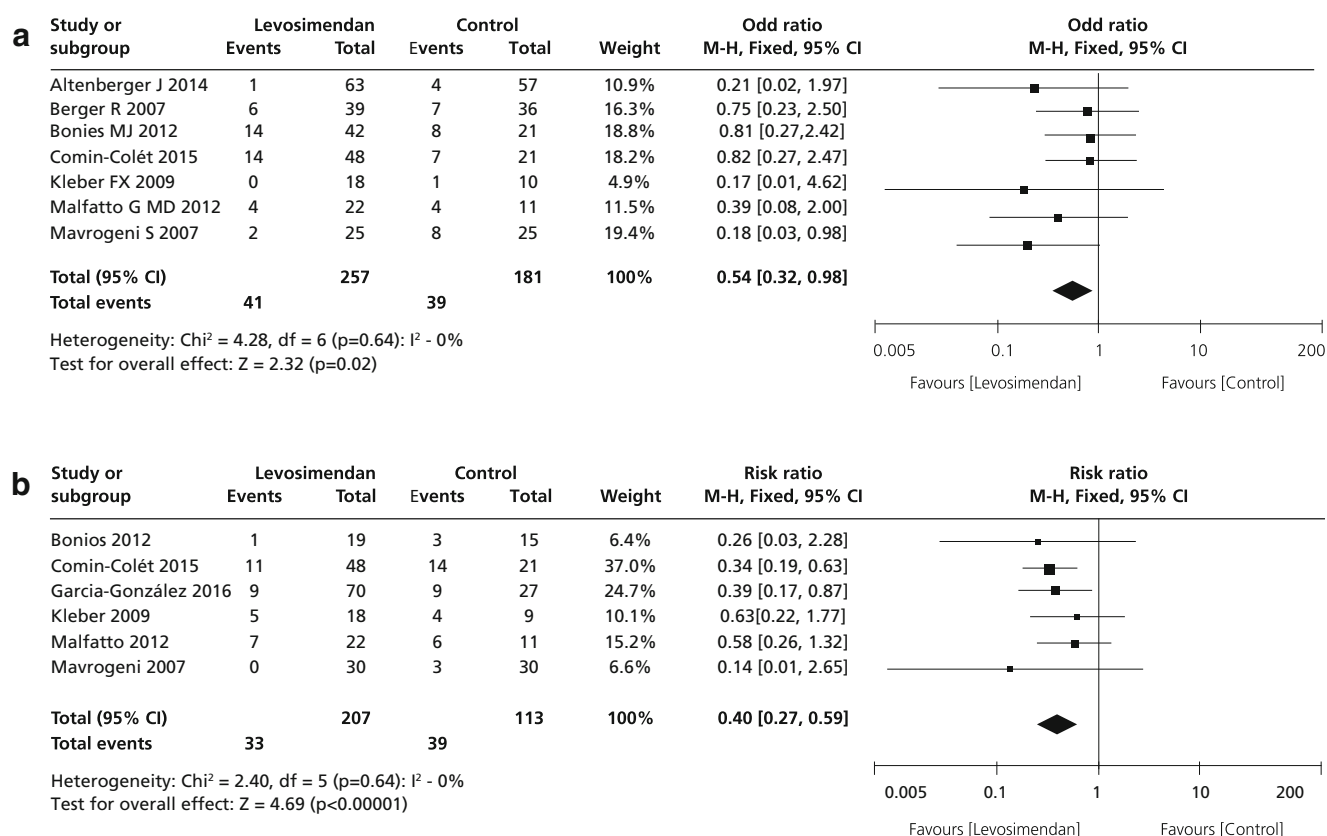 a
Study or Levosimendan Control Odd ratio Odd ratio
subgroup Events Total Events Total Weight M-H, Fixed, 95% CI M-H, Fixed, 95% CI
Altenberger J 2014 1 63 4 57 10.9% 0.21 [0.02, 1.97]
Berger R 2007 6 39 7 36 16.3% 0.75 [0.23, 2.50]
Bonies MJ 2012 14 42 8 21 18.8% 0.81 [0.27,2.42]
Comin-Colét 2015 14 48 7 21 18.2% 0.82 [0.27, 2.47]
Kleber FX 2009 0 18 1 10 4.9% 0.17 [0.01, 4.62]
Malfatto G MD 2012 4 22 4 11 11.5% 0.39 [0.08, 2.00]
Mavrogeni S 2007 2 25 8 25 19.4% 0.18 [0.03, 0.98]
Total (95% CI) 257 181 100% 0.54 [0.32, 0.98]
Total events 41 39
Heterogeneity: Chi² = 4.28, df = 6 (p=0.64): I² - 0%
Test for overall effect: Z = 2.32 (p=0.02)
0.005 0.1 1 10 200
Favours [Levosimendan] Favours [Control]
b
Study or Levosimendan Control Risk ratio Risk ratio
subgroup Events Total Events Total Weight M-H, Fixed, 95% CI M-H, Fixed, 95% CI
Bonios 2012 1 19 3 15 6.4% 0.26 [0.03, 2.28]
Comin-Colét 2015 11 48 14 21 37.0% 0.34 [0.19, 0.63]
Garcia-González 2016 9 70 9 27 24.7% 0.39 [0.17, 0.87]
Kleber 2009 5 18 4 9 10.1% 0.63[0.22, 1.77]
Malfatto 2012 7 22 6 11 15.2% 0.58 [0.26, 1.32]
Mavrogeni 2007 0 30 3 30 6.6% 0.14 [0.01, 2.65]
Total (95% CI) 207 113 100% 0.40 [0.27, 0.59]
Total events 33 39
Heterogeneity: Chi² = 2.40, df = 5 (p=0.64): I² - 0%
Test for overall effect: Z = 4.69 (p<0.00001)
0.005 0.1 1 10 200
Favours [Levosimendan] Favours [Control]